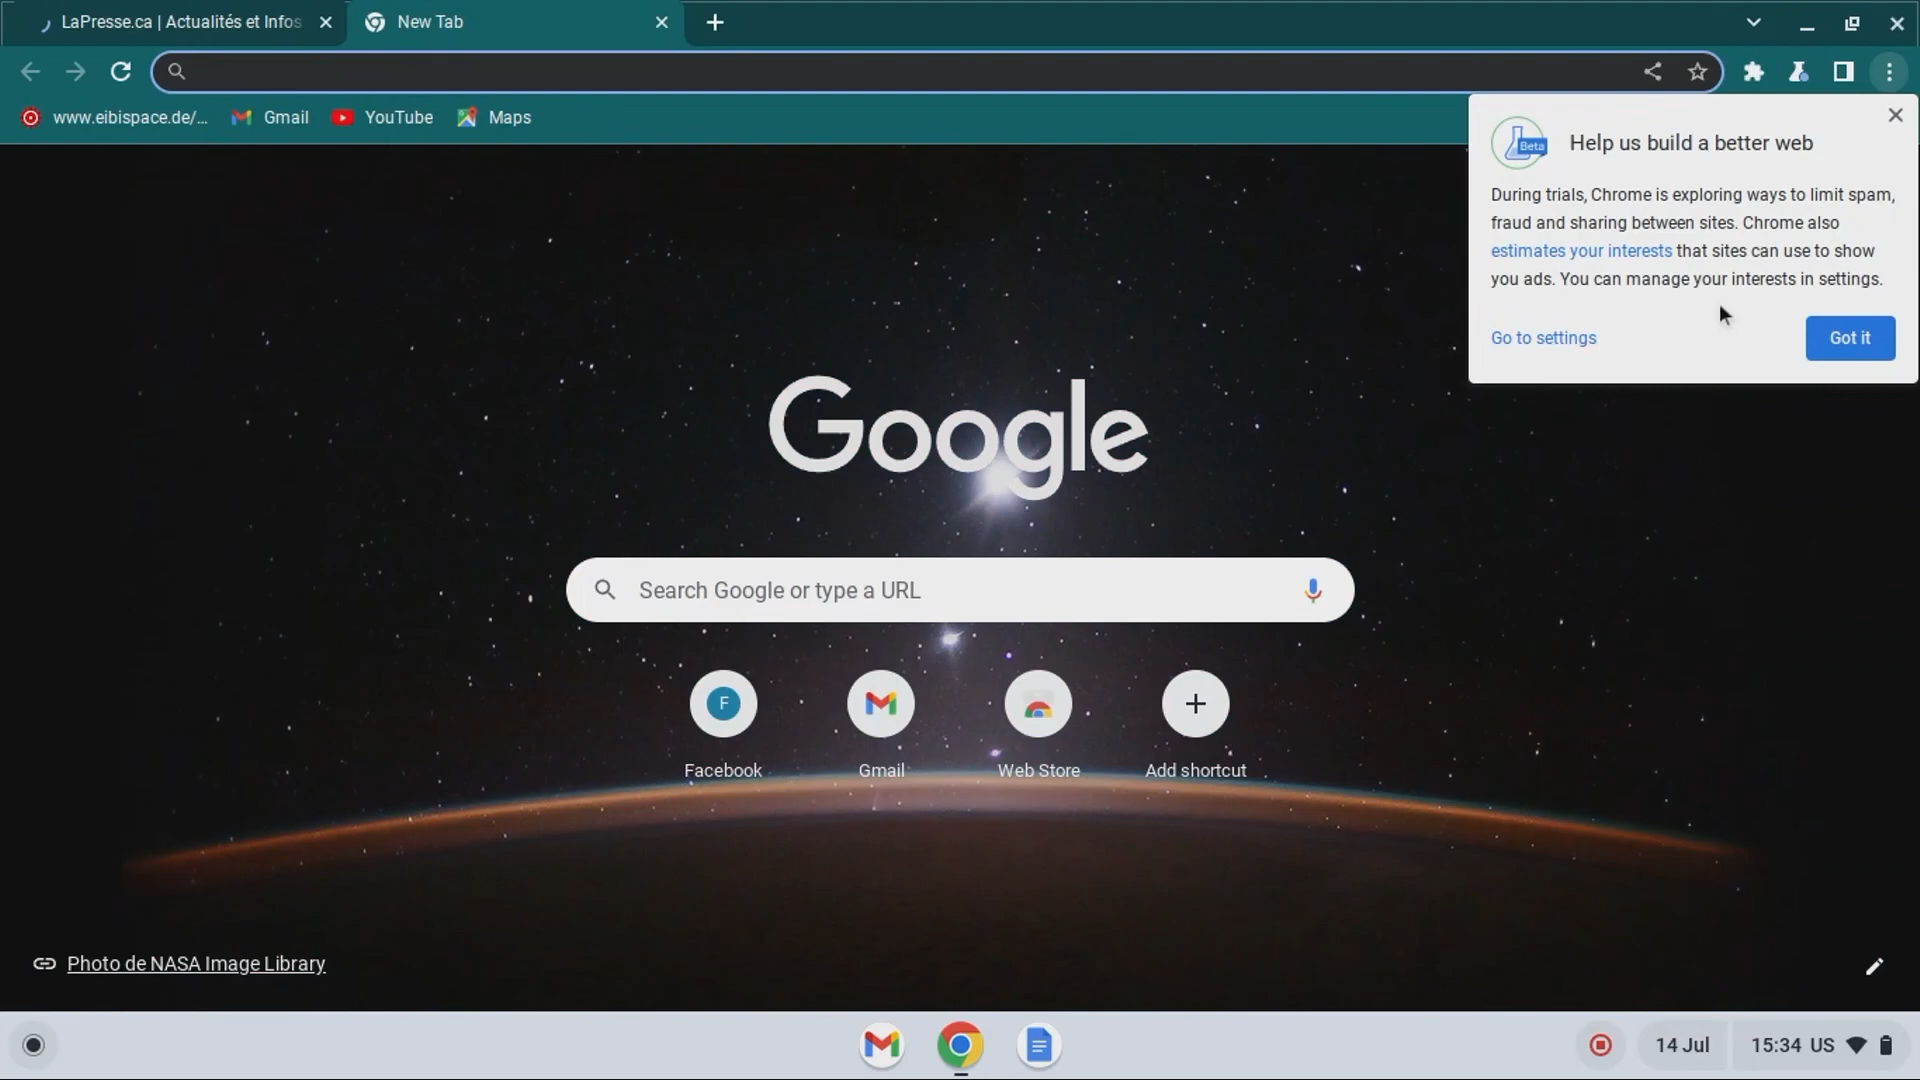 LaPresse.ca | Actualités et Infos
New Tab
www.eibispace.de/...
Gmail
YouTube
Maps
Beta
Help us build a better web
During trials, Chrome is exploring ways to limit spam,
fraud and sharing between sites. Chrome also
estimates your interests that sites can use to show
you ads. You can manage your interests in settings.
Go to settings
Got it
Google
Search Google or type a URL
F
Facebook
Gmail
Web Store
Add shortcut
Photo de NASA Image Library
14 Jul
15:34 US